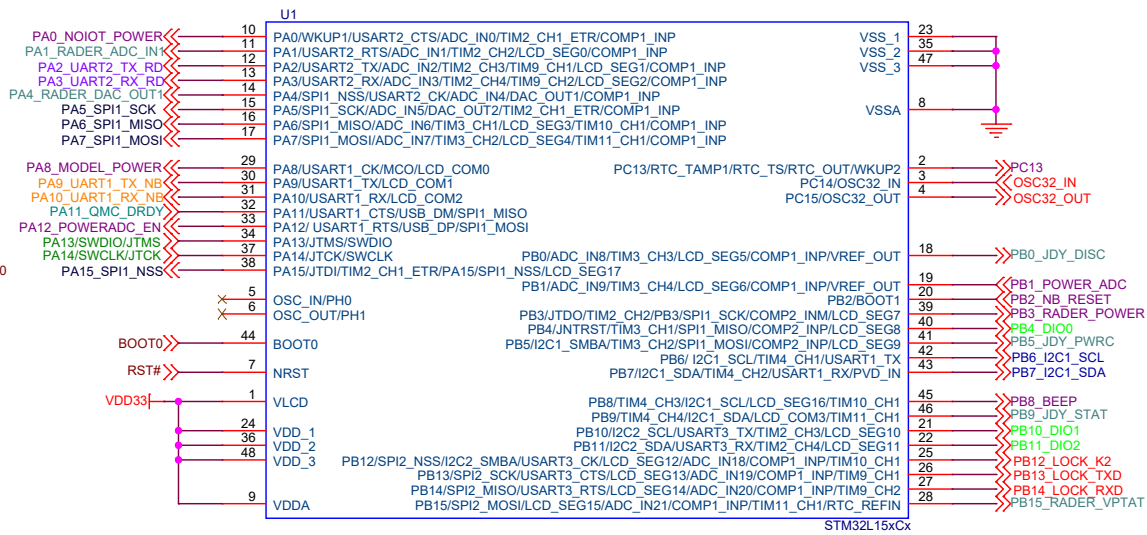 U1
PA0_NOIOT_POWER 10 PA0/WKUP1/USART2_CTS/ADC_IN0/TIM2_CH1_ETR/COMP1_INP VSS_1 23
PA1_RADER_ADC_IN1 11 PA1/USART2_RTS/ADC_IN1/TIM2_CH2/LCD_SEG0/COMP1_INP VSS_2 35
PA2_UART2_TX_RD 12 PA2/USART2_TX/ADC_IN2/TIM2_CH3/TIM9_CH1/LCD_SEG1/COMP1_INP VSS_3 47
PA3_UART2_RX_RD 13 PA3/USART2_RX/ADC_IN3/TIM2_CH4/TIM9_CH2/LCD_SEG2/COMP1_INP
PA4_RADER_DAC_OUT1 14 PA4/SPI1_NSS/USART2_CK/ADC_IN4/DAC_OUT1/COMP1_INP
PA5_SPI1_SCK 15 PA5/SPI1_SCK/ADC_IN5/DAC_OUT2/TIM2_CH1_ETR/COMP1_INP VSSA 8
PA6_SPI1_MISO 16 PA6/SPI1_MISO/ADC_IN6/TIM3_CH1/LCD_SEG3/TIM10_CH1/COMP1_INP
PA7_SPI1_MOSI 17 PA7/SPI1_MOSI/ADC_IN7/TIM3_CH2/LCD_SEG4/TIM11_CH1/COMP1_INP
PA8_MODEL_POWER 29 PA8/USART1_CK/MCO/LCD_COM0 PC13/RTC_TAMP1/RTC_TS/RTC_OUT/WKUP2 2 PC13
PA9_UART1_TX_NB 30 PA9/USART1_TX/LCD_COM1 PC14/OSC32_IN 3 OSC32_IN
PA10_UART1_RX_NB 31 PA10/USART1_RX/LCD_COM2 PC15/OSC32_OUT 4 OSC32_OUT
PA11_QMC_DRDY 32 PA11/USART1_CTS/USB_DM/SPI1_MISO
PA12_POWERADC_EN 33 PA12/ USART1_RTS/USB_DP/SPI1_MOSI
PA13/SWDIO/JTMS 34 PA13/JTMS/SWDIO
PA14/SWCLK/JTCK 37 PA14/JTCK/SWCLK PB0/ADC_IN8/TIM3_CH3/LCD_SEG5/COMP1_INP/VREF_OUT 18 PB0_JDY_DISC
0 PA15_SPI1_NSS 38 PA15/JTDI/TIM2_CH1_ETR/PA15/SPI1_NSS/LCD_SEG17
PB1/ADC_IN9/TIM3_CH4/LCD_SEG6/COMP1_INP/VREF_OUT 19 PB1_POWER_ADC
5 OSC_IN/PH0 PB2/BOOT1 20 PB2_NB_RESET
6 OSC_OUT/PH1 PB3/JTDO/TIM2_CH2/PB3/SPI1_SCK/COMP2_INM/LCD_SEG7 39 PB3_RADER_POWER
PB4/JNTRST/TIM3_CH1/SPI1_MISO/COMP2_INP/LCD_SEG8 40 PB4_DIO0
BOOT0 44 BOOT0 PB5/I2C1_SMBA/TIM3_CH2/SPI1_MOSI/COMP2_INP/LCD_SEG9 41 PB5_JDY_PWRC
PB6/ I2C1_SCL/TIM4_CH1/USART1_TX 42 PB6_I2C1_SCL
RST# 7 NRST PB7/I2C1_SDA/TIM4_CH2/USART1_RX/PVD_IN 43 PB7_I2C1_SDA
VDD33 1 VLCD PB8/TIM4_CH3/I2C1_SCL/LCD_SEG16/TIM10_CH1 45 PB8_BEEP
PB9/TIM4_CH4/I2C1_SDA/LCD_COM3/TIM11_CH1 46 PB9_JDY_STAT
24 VDD_1 PB10/I2C2_SCL/USART3_TX/TIM2_CH3/LCD_SEG10 21 PB10_DIO1
36 VDD_2 PB11/I2C2_SDA/USART3_RX/TIM2_CH4/LCD_SEG11 22 PB11_DIO2
48 VDD_3 PB12/SPI2_NSS/I2C2_SMBA/USART3_CK/LCD_SEG12/ADC_IN18/COMP1_INP/TIM10_CH1 25 PB12_LOCK_K2
PB13/SPI2_SCK/USART3_CTS/LCD_SEG13/ADC_IN19/COMP1_INP/TIM9_CH1 26 PB13_LOCK_TXD
PB14/SPI2_MISO/USART3_RTS/LCD_SEG14/ADC_IN20/COMP1_INP/TIM9_CH2 27 PB14_LOCK_RXD
9 VDDA PB15/SPI2_MOSI/LCD_SEG15/ADC_IN21/COMP1_INP/TIM11_CH1/RTC_REFIN 28 PB15_RADER_VPTAT
STM32L15xCx